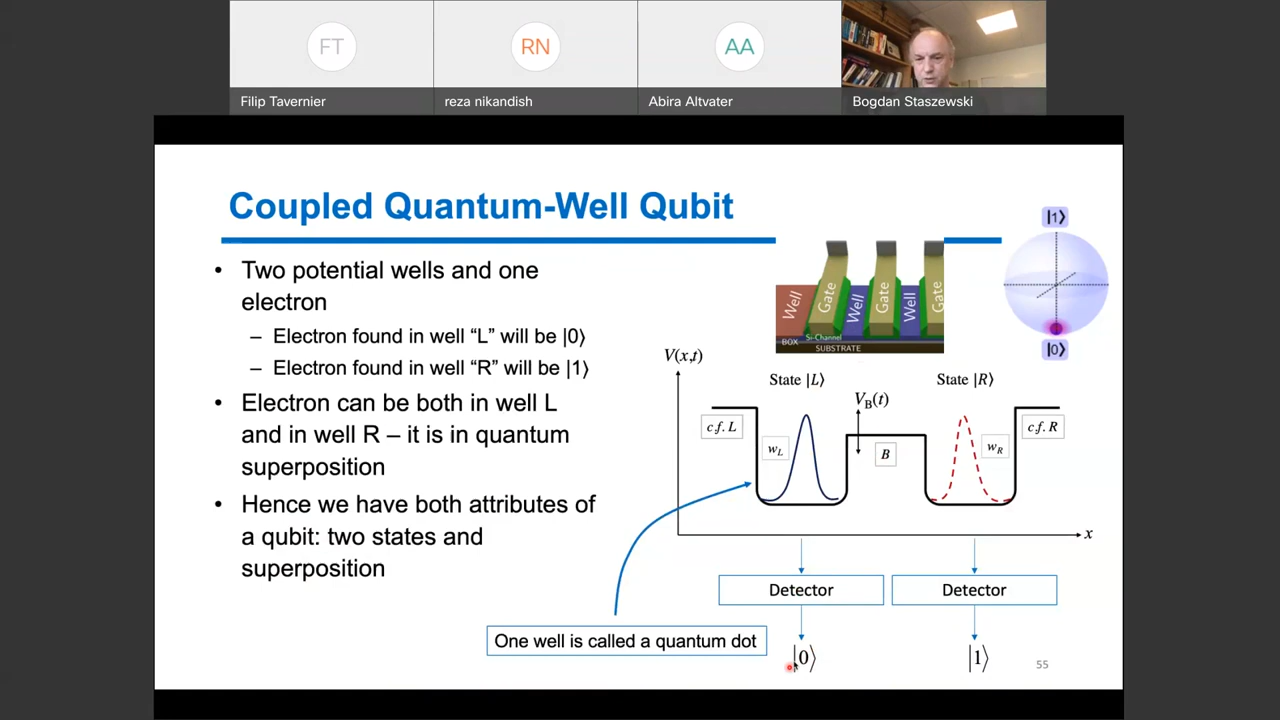 FT
RN
AA
Filip Tavernier
reza nikandish
Abira Altvater
Bogdan Staszewski
Coupled Quantum-Well Qubit
• Two potential wells and one
electron
– Electron found in well “L” will be |0⟩
– Electron found in well “R” will be |1⟩
• Electron can be both in well L
and in well R – it is in quantum
superposition
• Hence we have both attributes of
a qubit: two states and
superposition
One well is called a quantum dot
Well
Gate
Well
Gate
Well
Gate
Si-Channel
BOX
SUBSTRATE
|1⟩
|0⟩
V(x,t)
State |L⟩
State |R⟩
V_B(t)
c.f. L
w_L
B
w_R
c.f. R
x
Detector
Detector
|0⟩
|1⟩
55